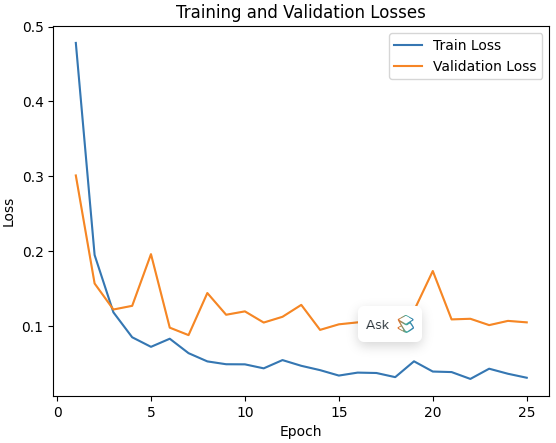 Training and Validation Losses
0.5
Train Loss
Validation Loss
0.4
0.3
0.2
0.1
Loss
Ask
0
5
10
15
20
25
Epoch